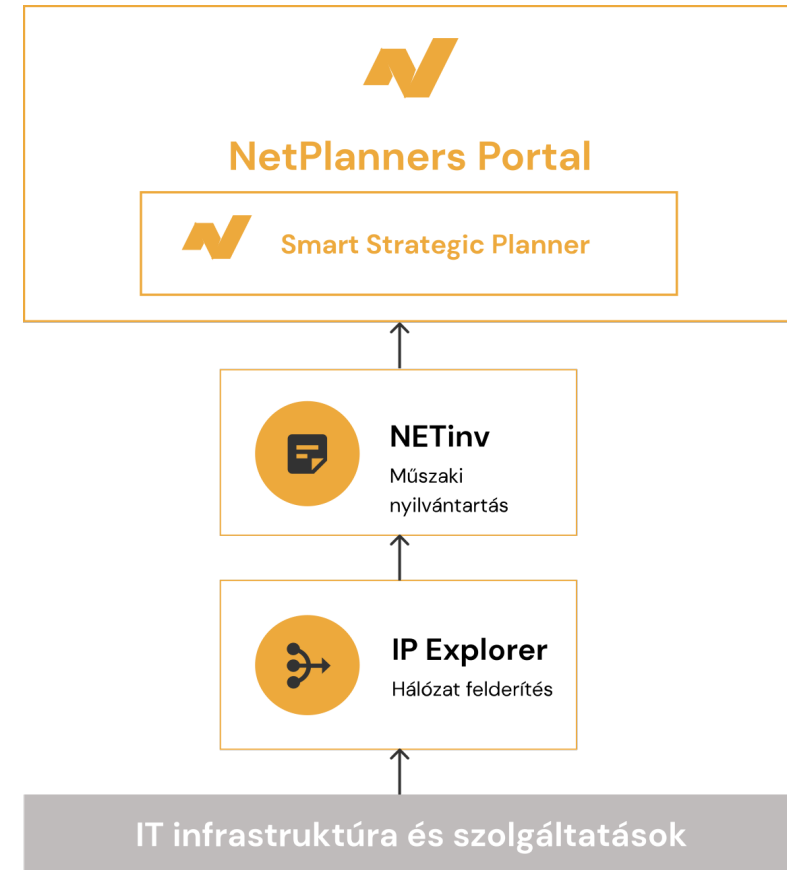 NetPlanners Portal
Smart Strategic Planner
NETinv
Műszaki
nyilvántartás
IP Explorer
Hálózat felderítés
IT infrastruktúra és szolgáltatások